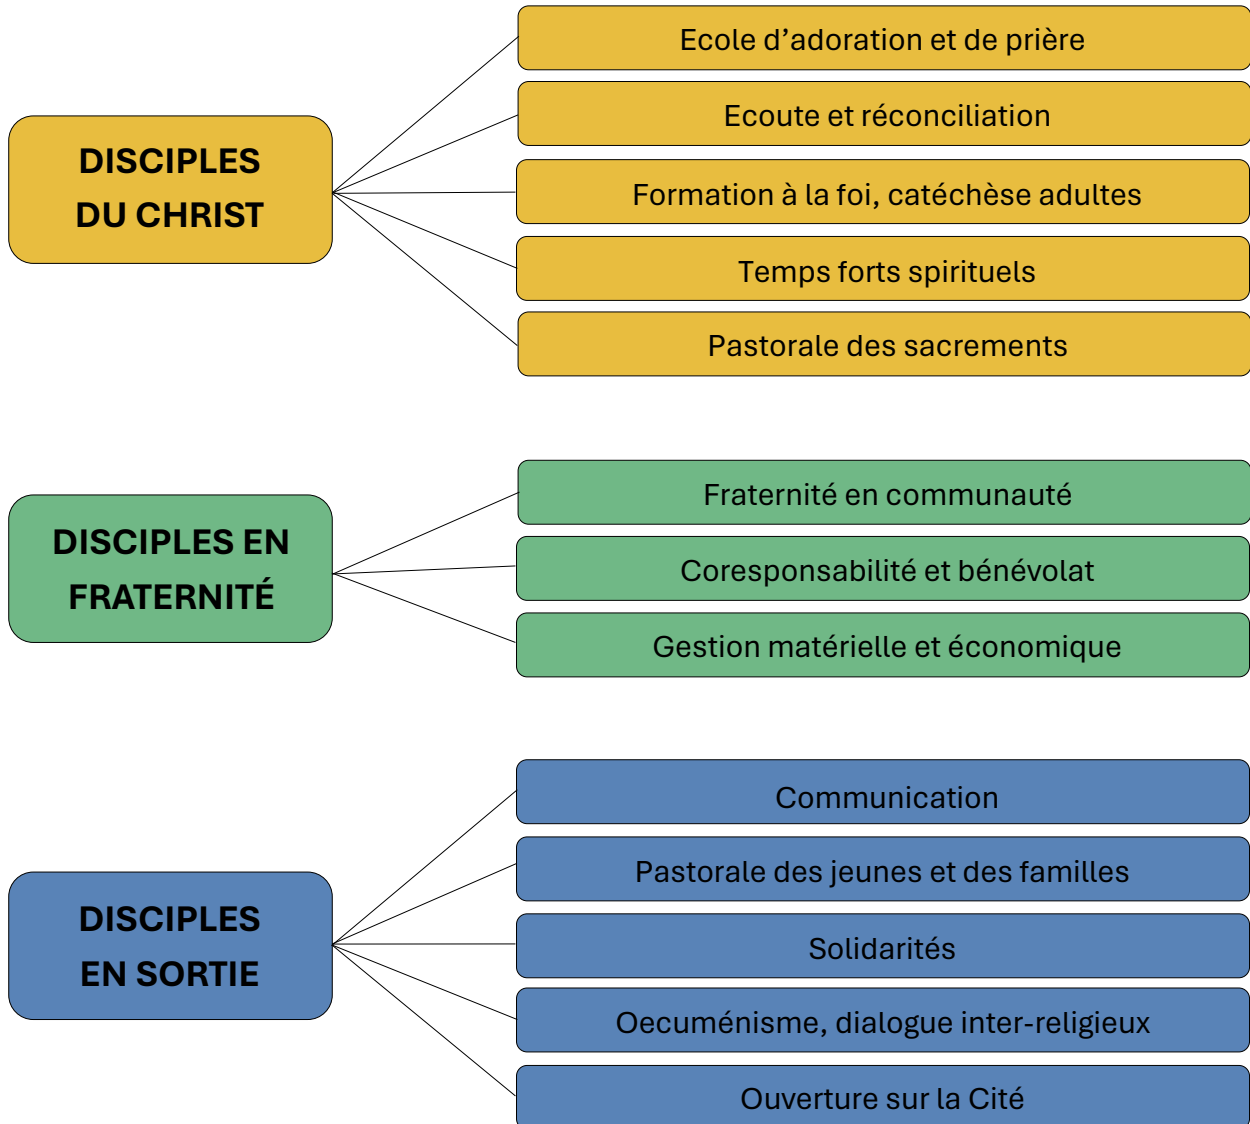 DISCIPLES
DU CHRIST
Ecole d’adoration et de prière
Ecoute et réconciliation
Formation à la foi, catéchèse adultes
Temps forts spirituels
Pastorale des sacrements
DISCIPLES EN
FRATERNITÉ
Fraternité en communauté
Coresponsabilité et bénévolat
Gestion matérielle et économique
DISCIPLES
EN SORTIE
Communication
Pastorale des jeunes et des familles
Solidarités
Oecuménisme, dialogue inter-religieux
Ouverture sur la Cité